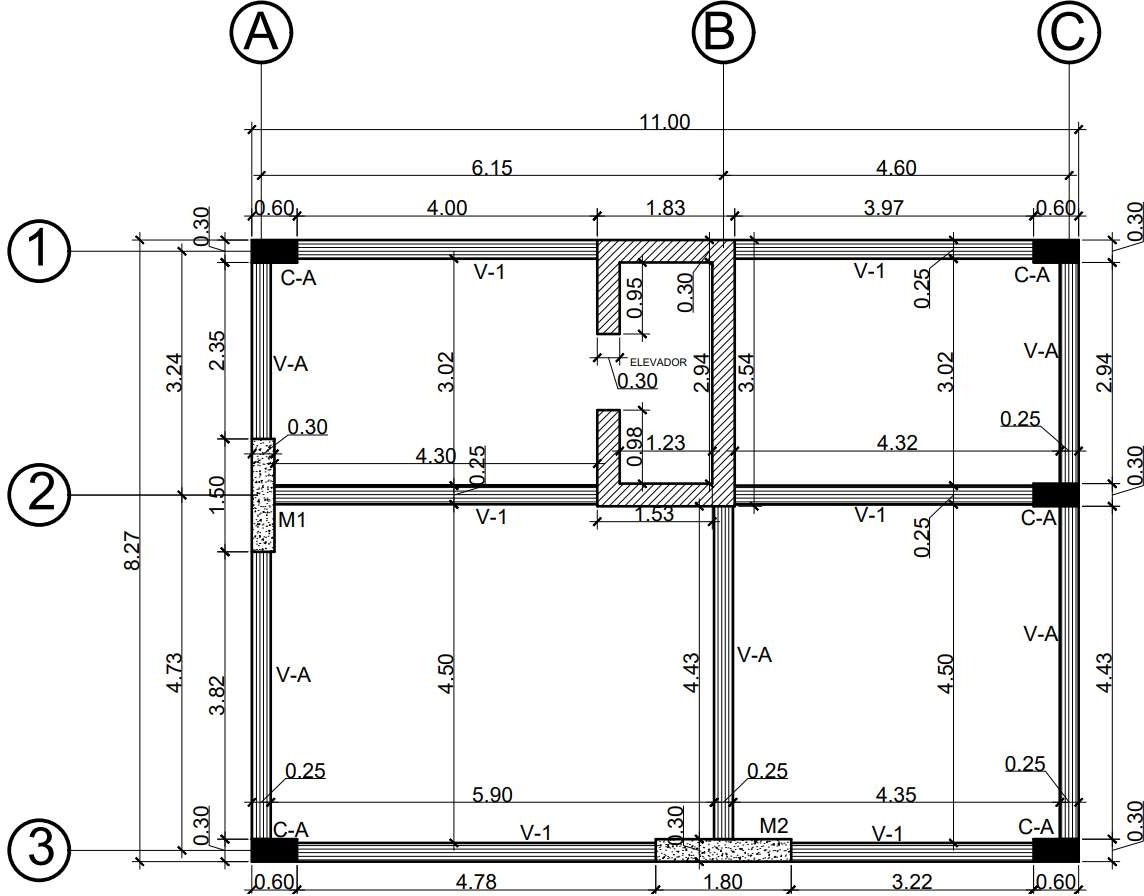 A B C
11.00
6.15 4.60
0.60 4.00 1.83 3.97 0.60
0.30 0.30
1
C-A V-1 V-1 C-A
0.95 0.30 0.25
2.35 3.24 V-A 3.02 ELEVADOR 2.94 3.54 3.02 V-A 2.94
0.30
0.30 0.25
4.30 0.25 0.98 1.23 4.32 0.30
2
1.50 M1 V-1 1.53 V-1 C-A
0.25
8.27
V-A V-A V-A
4.73 3.82 4.50 4.43 4.50 4.43
0.25 0.25 0.25
5.90 4.35
0.30 C-A V-1 0.30 M2 V-1 C-A 0.30
3
0.60 4.78 1.80 3.22 0.60